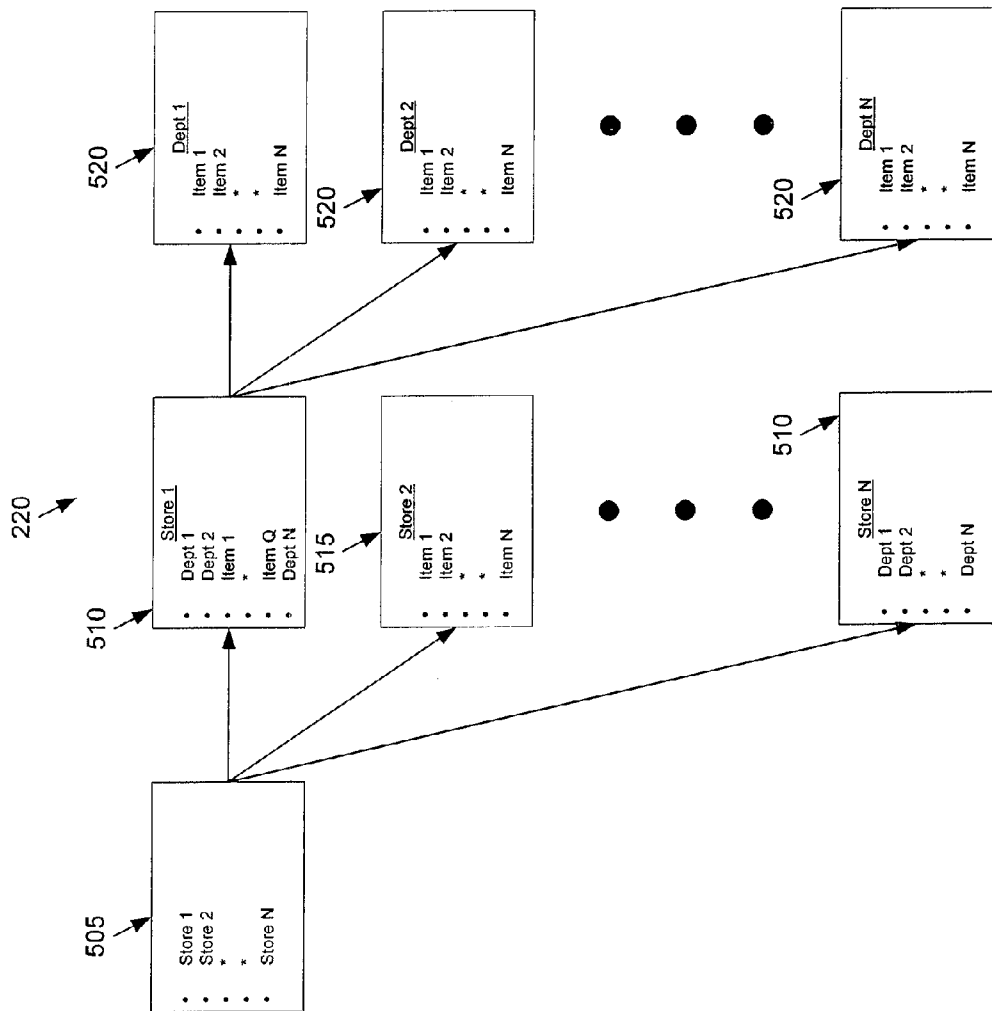 220
505
• Store 1
• Store 2
• *
• *
• Store N
510
Store 1
• Dept 1
• Dept 2
• Item 1
• *
• Item Q
• Dept N
515
Store 2
• Item 1
• Item 2
• *
• *
• Item N
510
Store N
• Dept 1
• Dept 2
• *
• *
• Dept N
520
Dept 1
• Item 1
• Item 2
• *
• *
• Item N
520
Dept 2
• Item 1
• Item 2
• *
• *
• Item N
520
Dept N
• Item 1
• Item 2
• *
• *
• Item N